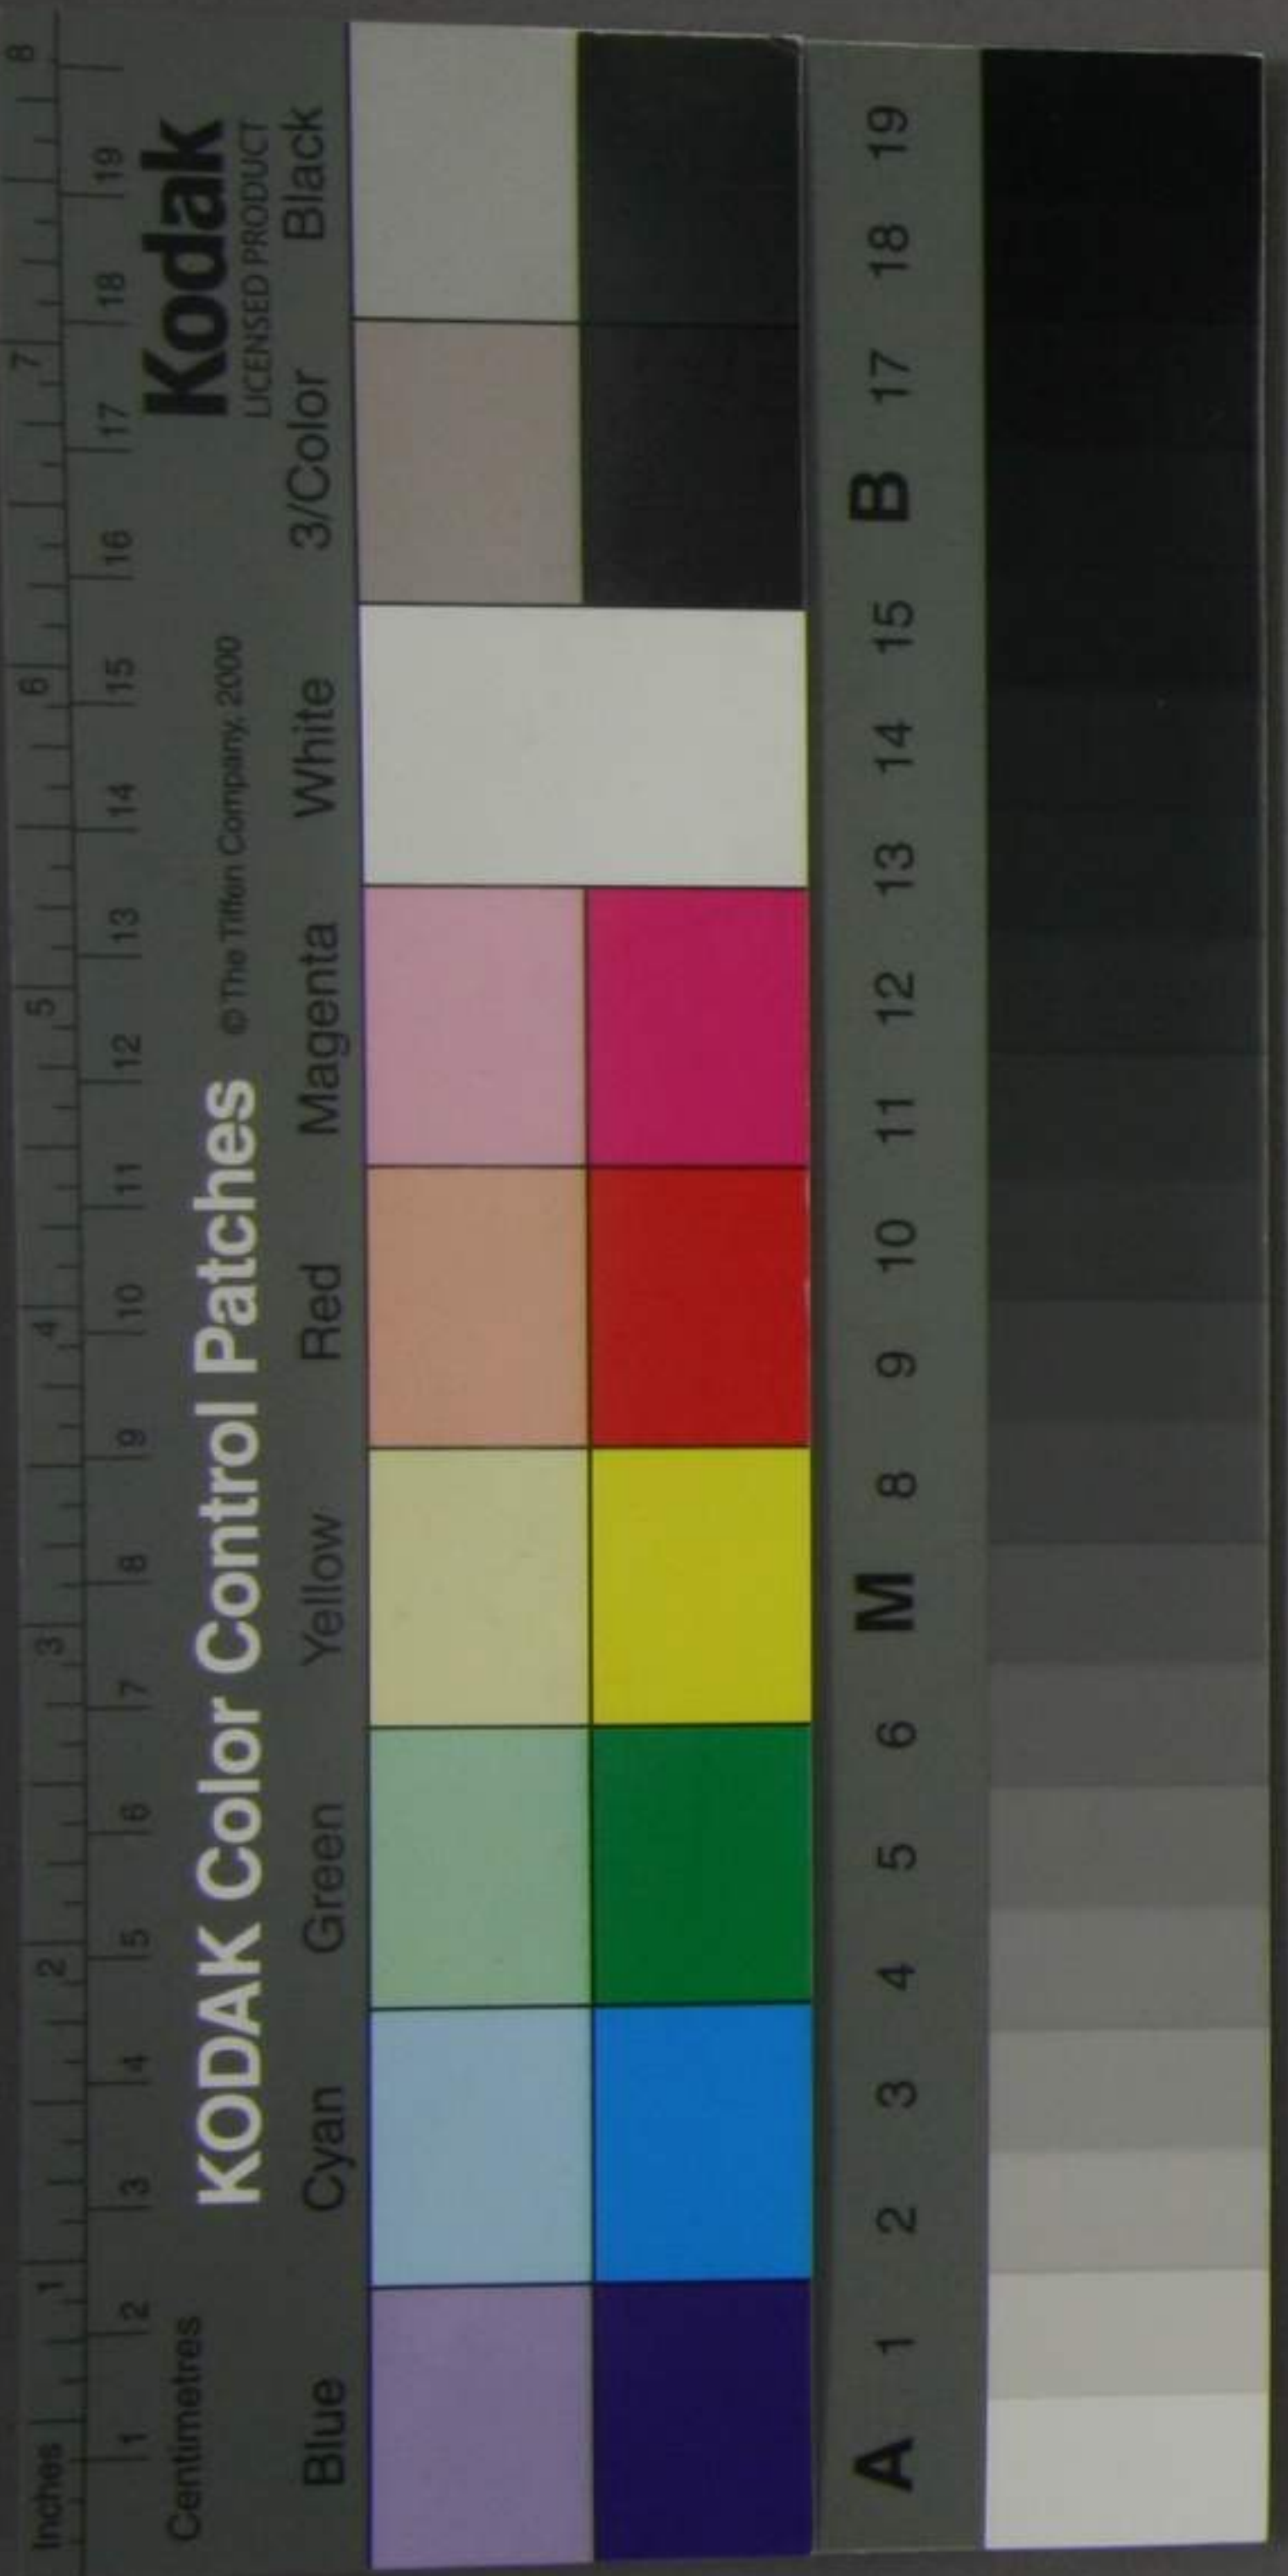 Inches 1 2 3 4 5 6 7 8
Centimetres 1 2 3 4 5 6 7 8 9 10 11 12 13 14 15 16 17 18 19
KODAK Color Control Patches © The Tiffen Company, 2000 Kodak
LICENSED PRODUCT
Blue Cyan Green Yellow Red Magenta White 3/Color Black
A 1 2 3 4 5 6 M 8 9 10 11 12 13 14 15 B 17 18 19